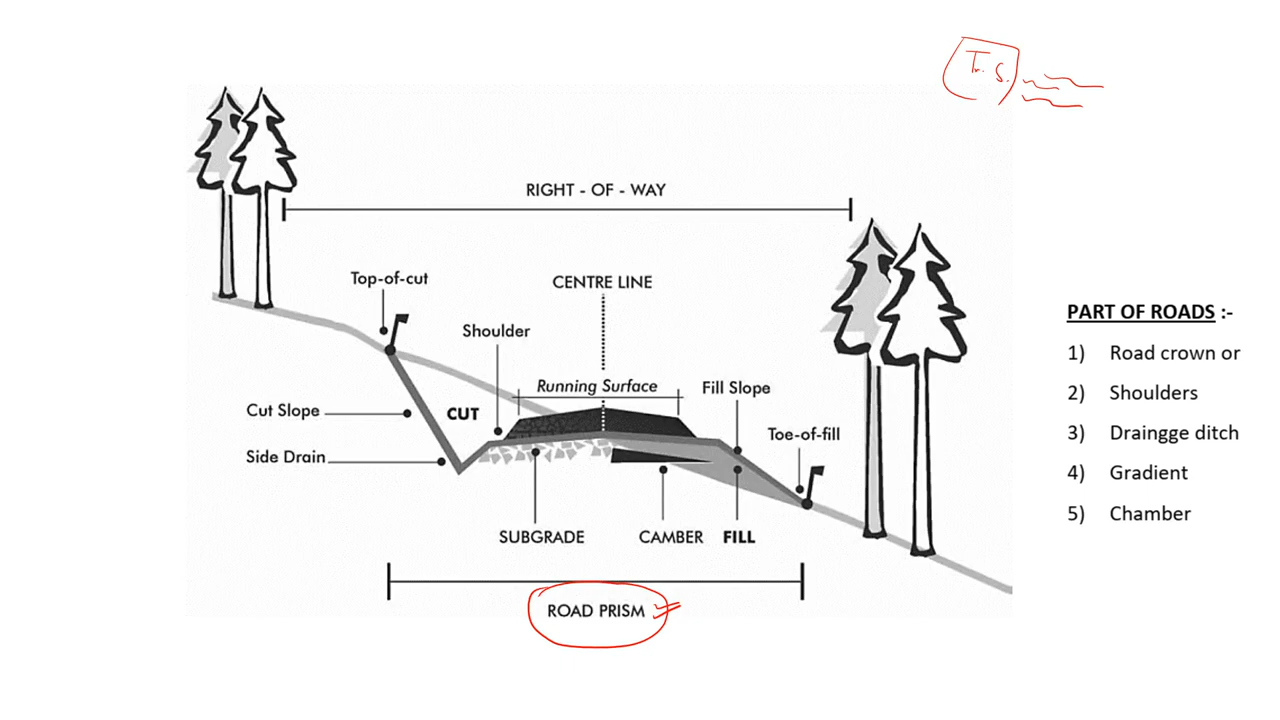 Tr. S.
RIGHT - OF - WAY
Top-of-cut
CENTRE LINE
Shoulder
Running Surface
Fill Slope
Cut Slope
CUT
Toe-of-fill
Side Drain
SUBGRADE
CAMBER
FILL
ROAD PRISM
PART OF ROADS :-
1) Road crown or
2) Shoulders
3) Draingge ditch
4) Gradient
5) Chamber